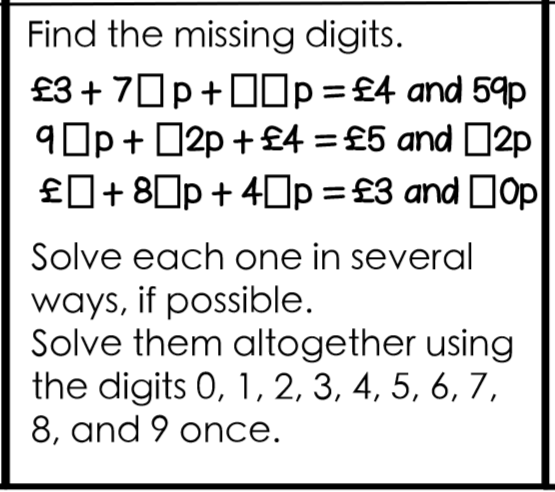 Find the missing digits.
£3 + 7□p + □□p = £4 and 59p
9□p + □2p + £4 = £5 and □2p
£□ + 8□p + 4□p = £3 and □0p
Solve each one in several
ways, if possible.
Solve them altogether using
the digits 0, 1, 2, 3, 4, 5, 6, 7,
8, and 9 once.